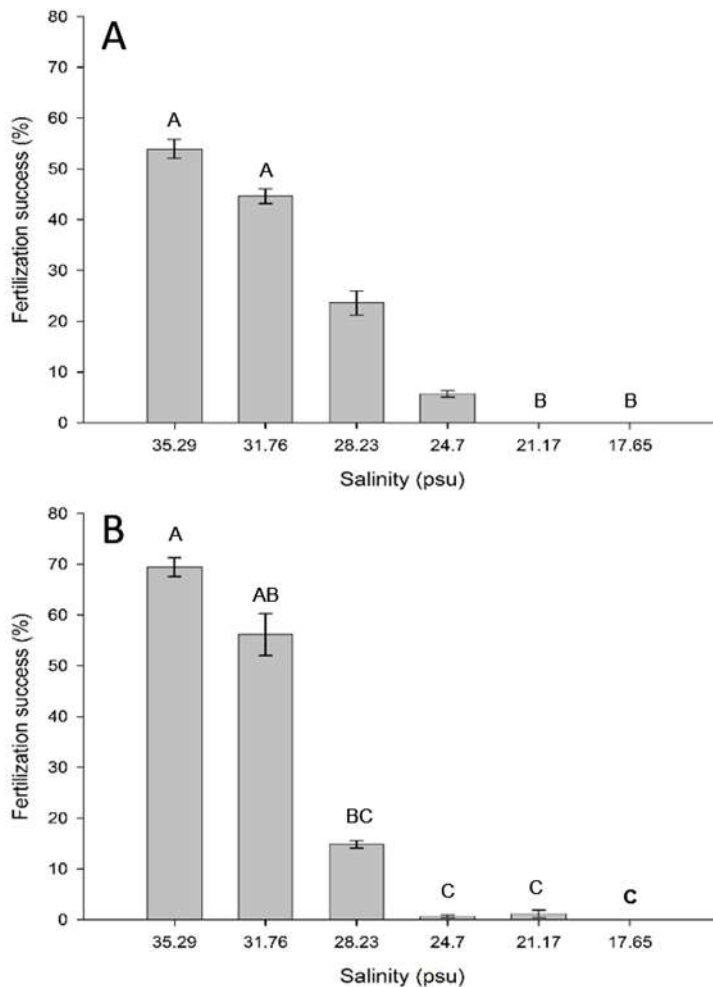 A
80
70
60
50
40
30
20
10
0
Fertilization success (%)
A
A
B
B
35.29 31.76 28.23 24.7 21.17 17.65
Salinity (psu)
B
80
70
60
50
40
30
20
10
0
Fertilization success (%)
A
AB
BC
C
C
C
35.29 31.76 28.23 24.7 21.17 17.65
Salinity (psu)